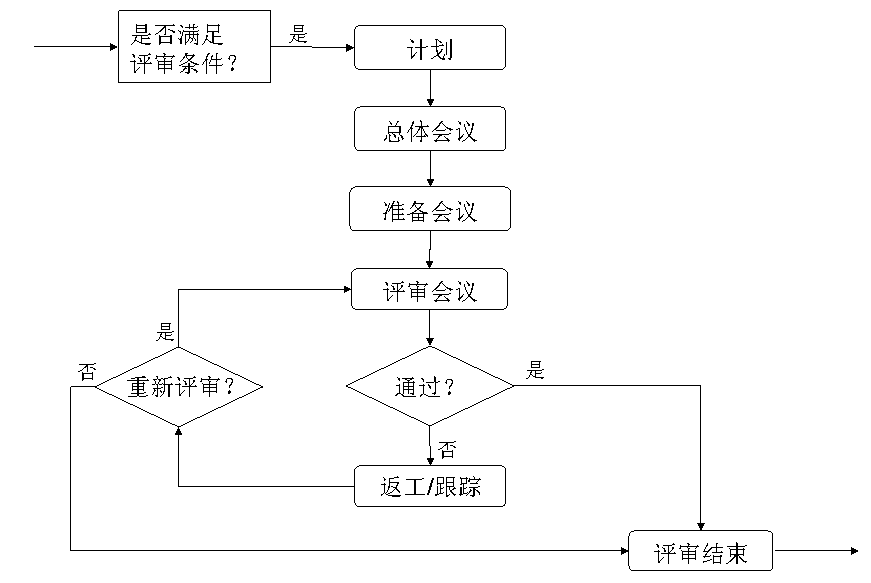 是否满足
评审条件？
是
计划
总体会议
准备会议
评审会议
是
否
重新评审？
通过？
是
否
返工/跟踪
评审结束